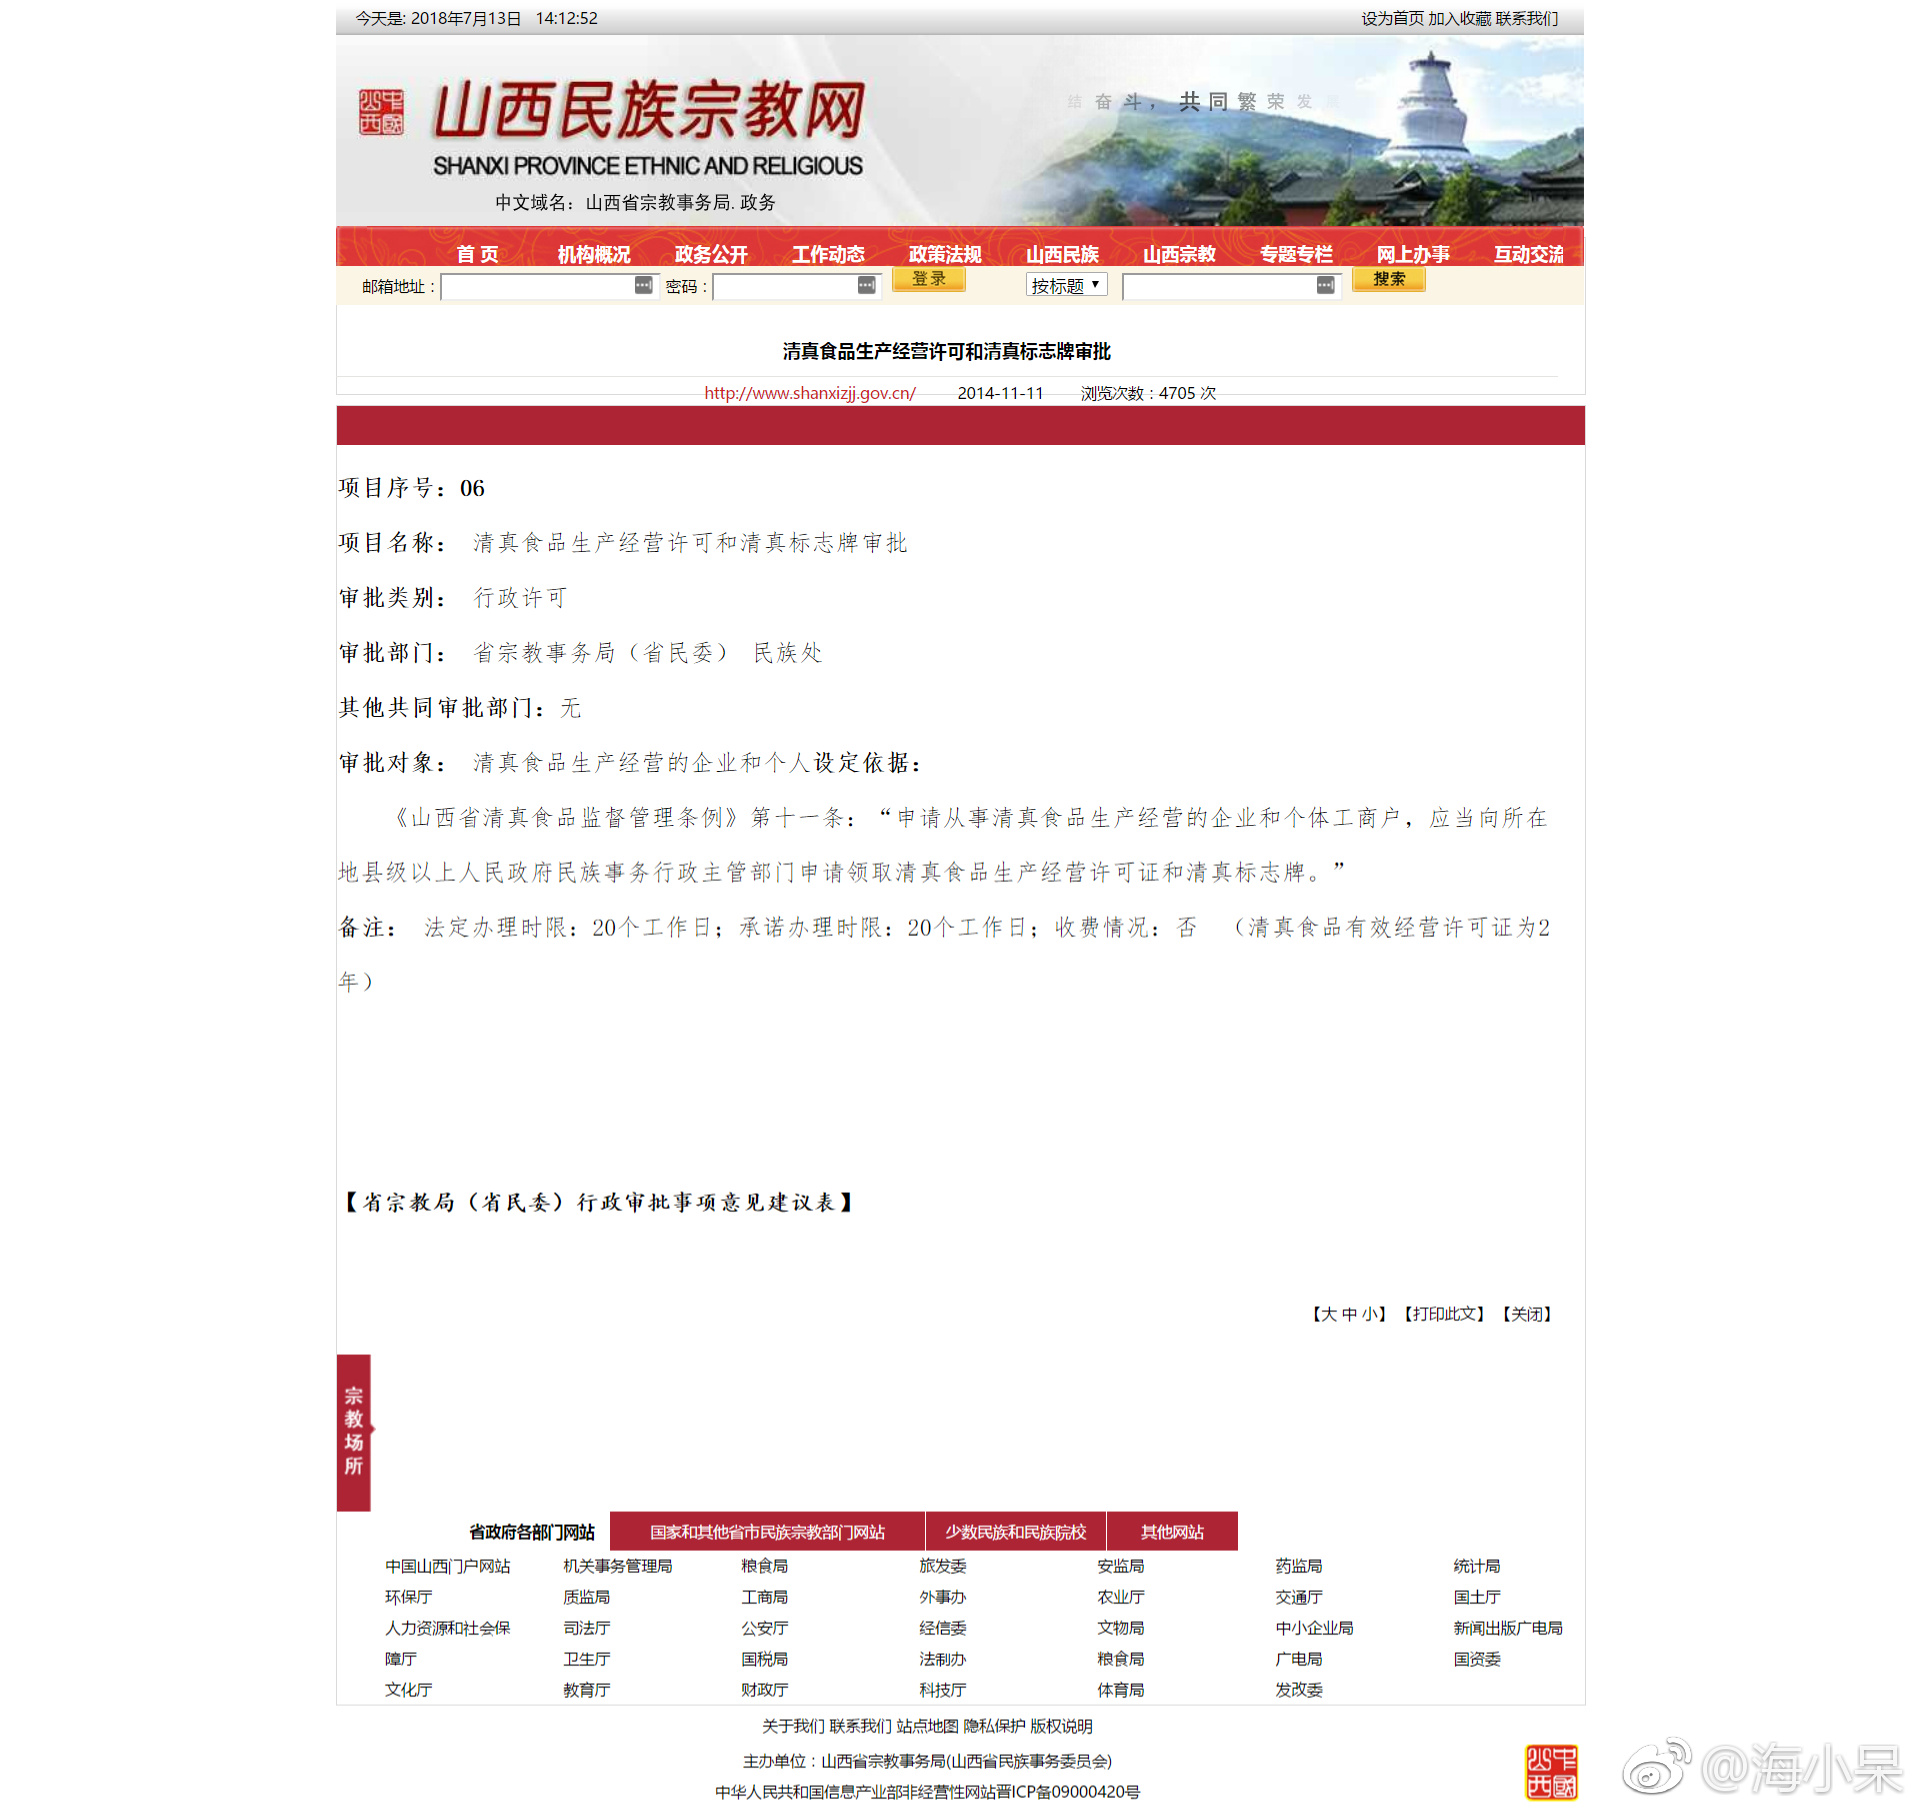 今天是: 2018年7月13日 14:12:52
设为首页 加入收藏 联系我们
中國山西
山西民族宗教网
结 奋 斗 ， 共 同 繁 荣 发
SHANXI PROVINCE ETHNIC AND RELIGIOUS
中文域名：山西省宗教事务局. 政务
首 页 机构概况 政务公开 工作动态 政策法规 山西民族 山西宗教 专题专栏 网上办事 互动交流
邮箱地址 : 密码 : 登录 按标题 搜索
清真食品生产经营许可和清真标志牌审批
http://www.shanxizjj.gov.cn/ 2014-11-11 浏览次数 : 4705 次
项目序号：06
项目名称： 清真食品生产经营许可和清真标志牌审批
审批类别： 行政许可
审批部门： 省宗教事务局（省民委） 民族处
其他共同审批部门：无
审批对象： 清真食品生产经营的企业和个人设定依据：
《山西省清真食品监督管理条例》第十一条：“申请从事清真食品生产经营的企业和个体工商户，应当向所在
地县级以上人民政府民族事务行政主管部门申请领取清真食品生产经营许可证和清真标志牌。”
备注： 法定办理时限：20个工作日；承诺办理时限：20个工作日；收费情况：否 （清真食品有效经营许可证为2
年）
【省宗教局（省民委）行政审批事项意见建议表】
【大 中 小】 【打印此文】 【关闭】
宗教场所
省政府各部门网站 国家和其他省市民族宗教部门网站 少数民族和民族院校 其他网站
中国山西门户网站 机关事务管理局 粮食局 旅发委 安监局 药监局 统计局
环保厅 质监局 工商局 外事办 农业厅 交通厅 国土厅
人力资源和社会保 司法厅 公安厅 经信委 文物局 中小企业局 新闻出版广电局
障厅 卫生厅 国税局 法制办 粮食局 广电局 国资委
文化厅 教育厅 财政厅 科技厅 体育局 发改委
关于我们 联系我们 站点地图 隐私保护 版权说明
主办单位：山西省宗教事务局(山西省民族事务委员会)
中华人民共和国信息产业部非经营性网站晋ICP备09000420号
中國山西
@海小呆